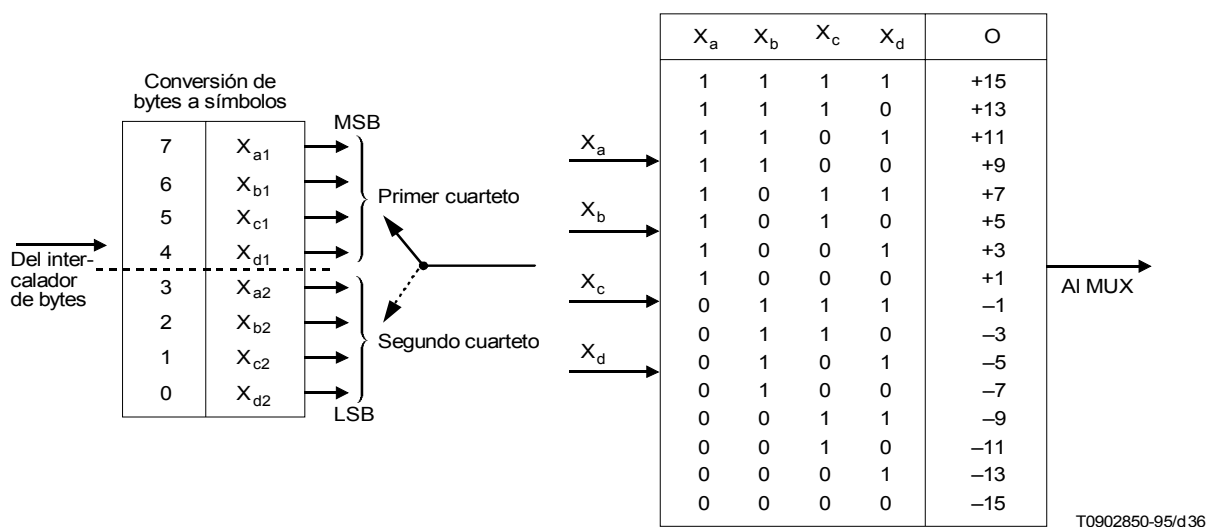 Conversión de
bytes a símbolos
7 Xa1
6 Xb1
5 Xc1
4 Xd1
3 Xa2
2 Xb2
1 Xc2
0 Xd2
MSB
LSB
Primer cuarteto
Segundo cuarteto
Del inter-
calador
de bytes
Xa
Xb
Xc
Xd
Xa Xb Xc Xd O
1 1 1 1 +15
1 1 1 0 +13
1 1 0 1 +11
1 1 0 0 +9
1 0 1 1 +7
1 0 1 0 +5
1 0 0 1 +3
1 0 0 0 +1
0 1 1 1 –1
0 1 1 0 –3
0 1 0 1 –5
0 1 0 0 –7
0 0 1 1 –9
0 0 1 0 –11
0 0 0 1 –13
0 0 0 0 –15
Al MUX
T0902850-95/d36